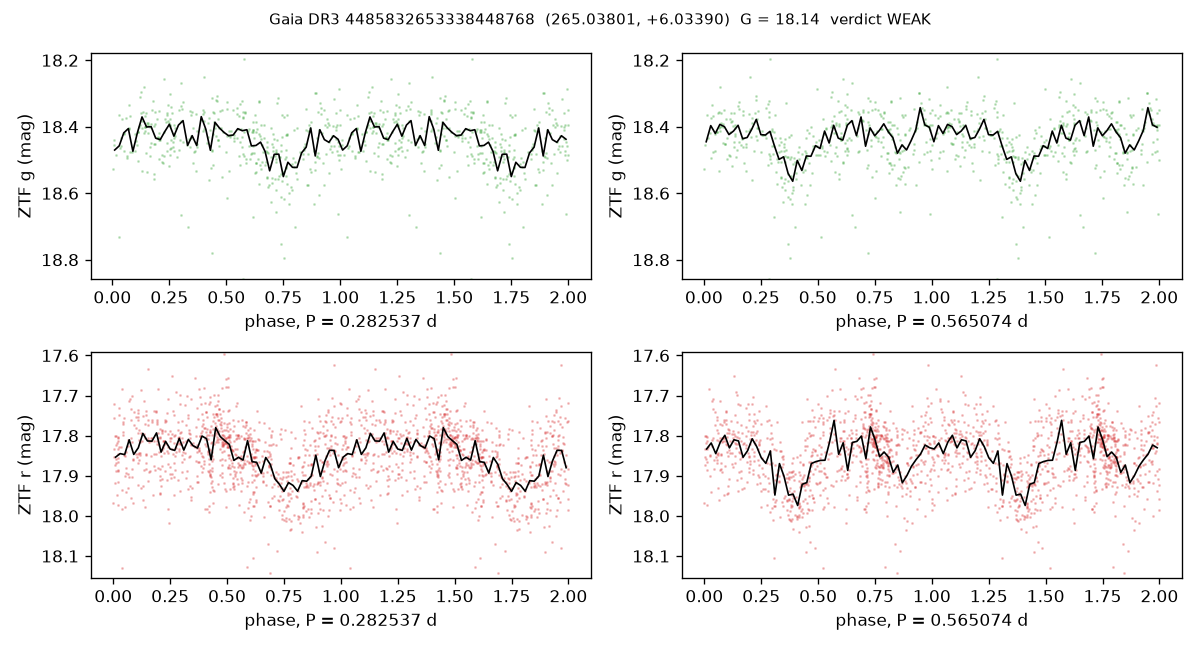 Gaia DR3 4485832653338448768 (265.03801, +6.03390) G = 18.14 verdict WEAK
18.2
18.4
18.6
18.8
ZTF g (mag)
0.00 0.25 0.50 0.75 1.00 1.25 1.50 1.75 2.00
phase, P = 0.282537 d
18.2
18.4
18.6
18.8
ZTF g (mag)
0.00 0.25 0.50 0.75 1.00 1.25 1.50 1.75 2.00
phase, P = 0.565074 d
17.6
17.7
17.8
17.9
18.0
18.1
ZTF r (mag)
0.00 0.25 0.50 0.75 1.00 1.25 1.50 1.75 2.00
phase, P = 0.282537 d
17.6
17.7
17.8
17.9
18.0
18.1
ZTF r (mag)
0.00 0.25 0.50 0.75 1.00 1.25 1.50 1.75 2.00
phase, P = 0.565074 d